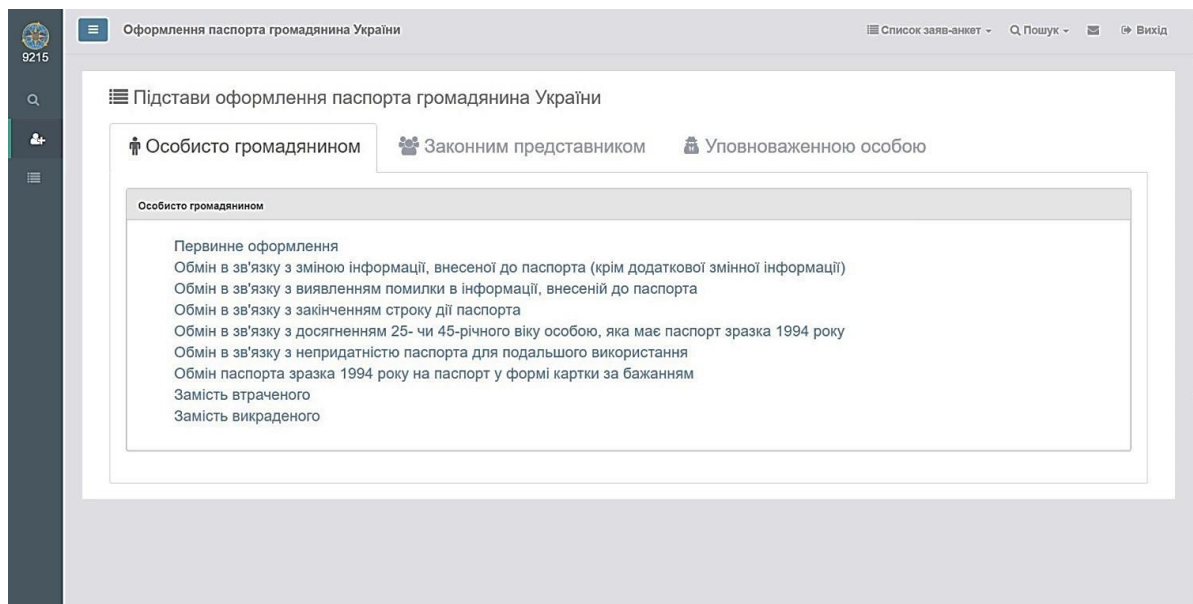 9215
Оформлення паспорта громадянина України
Список заяв-анкет
Пошук
Вихід
Підстави оформлення паспорта громадянина України
Особисто громадянином
Законним представником
Уповноваженною особою
Особисто громадянином
Первинне оформлення
Обмін в зв'язку з зміною інформації, внесеної до паспорта (крім додаткової змінної інформації)
Обмін в зв'язку з виявленням помилки в інформації, внесеній до паспорта
Обмін в зв'язку з закінченням строку дії паспорта
Обмін в зв'язку з досягненням 25- чи 45-річного віку особою, яка має паспорт зразка 1994 року
Обмін в зв'язку з непридатністю паспорта для подальшого використання
Обмін паспорта зразка 1994 року на паспорт у формі картки за бажанням
Замість втраченого
Замість викраденого